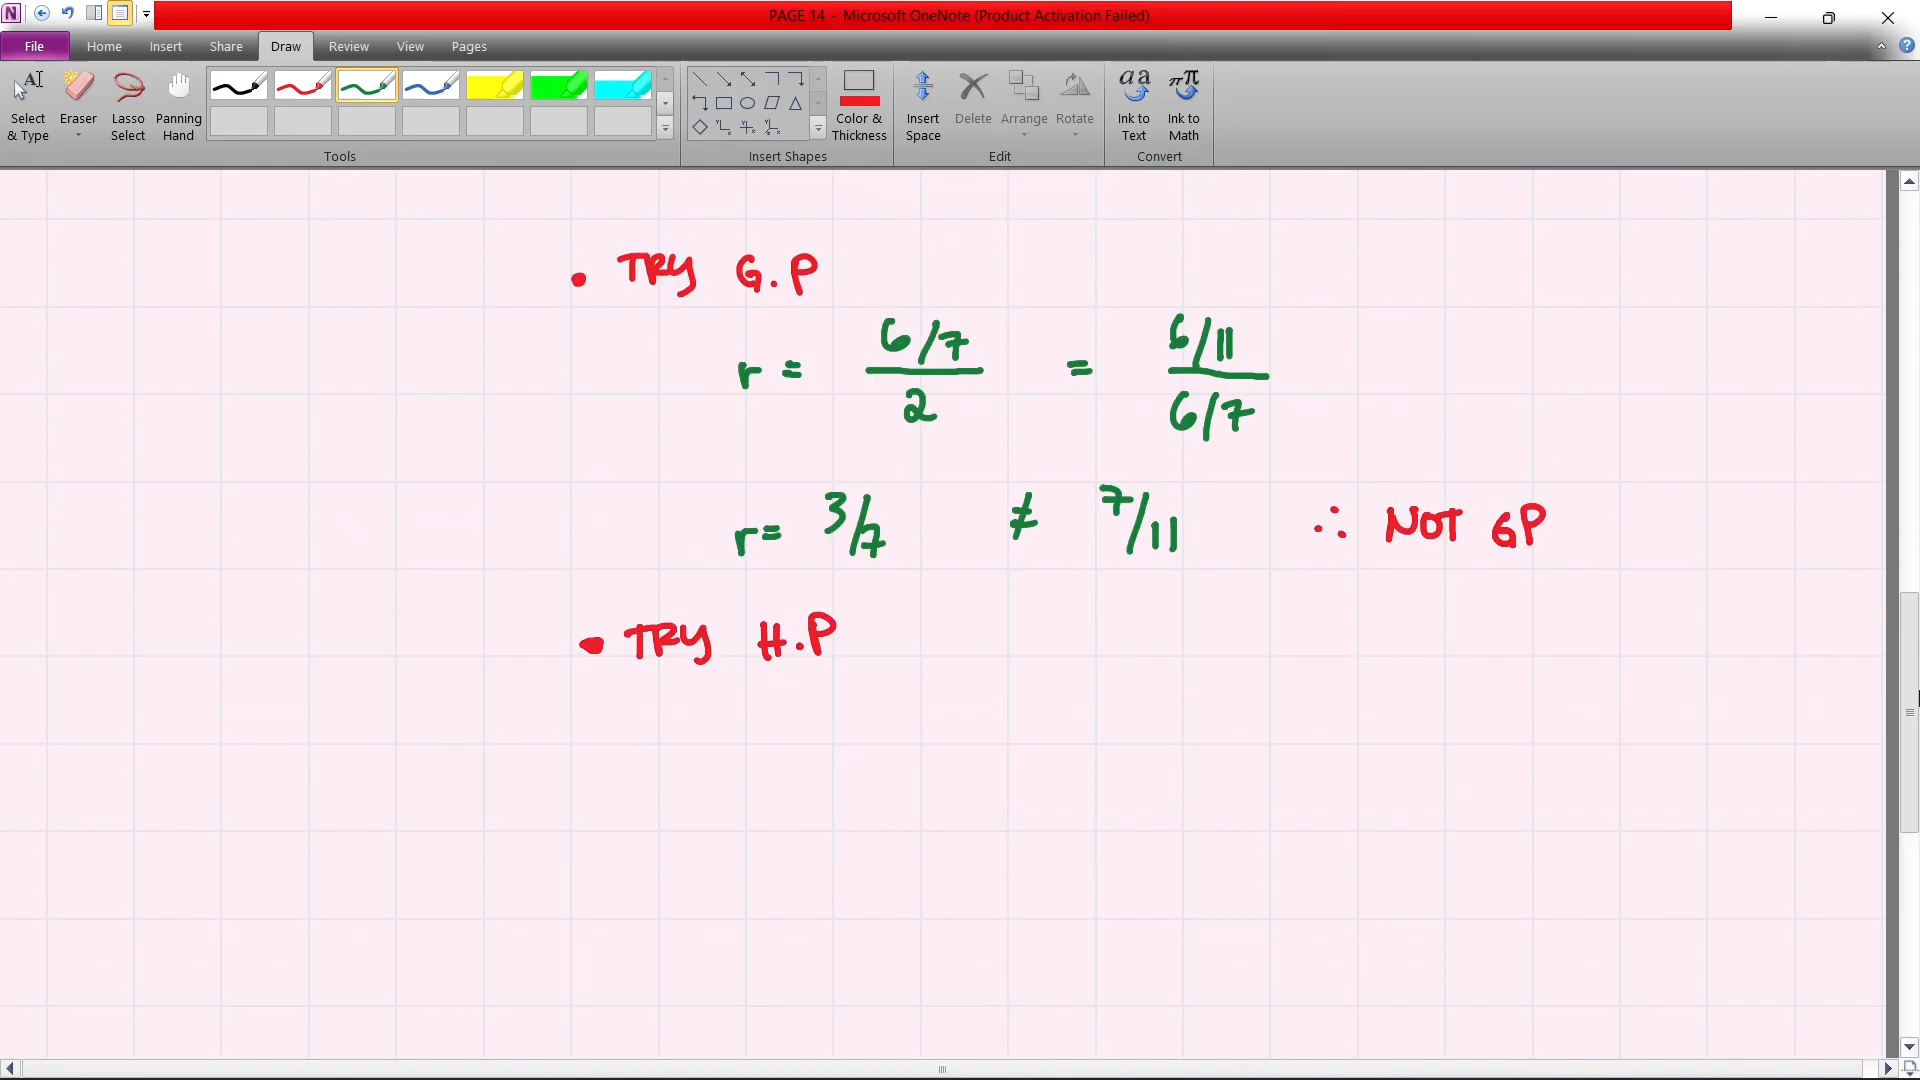 PAGE 14 - Microsoft OneNote (Product Activation Failed)
File Home Insert Share Draw Review View Pages
Select & Type
Eraser
Lasso Select
Panning Hand
Color & Thickness
Insert Space
Delete
Arrange
Rotate
Ink to Text
Ink to Math
Tools Insert Shapes Edit Convert
• TRY G.P
r = 6/7 / 2 = 6/11 / 6/7
r = 3/7 ≠ 7/11 ∴ NOT GP
• TRY H.P